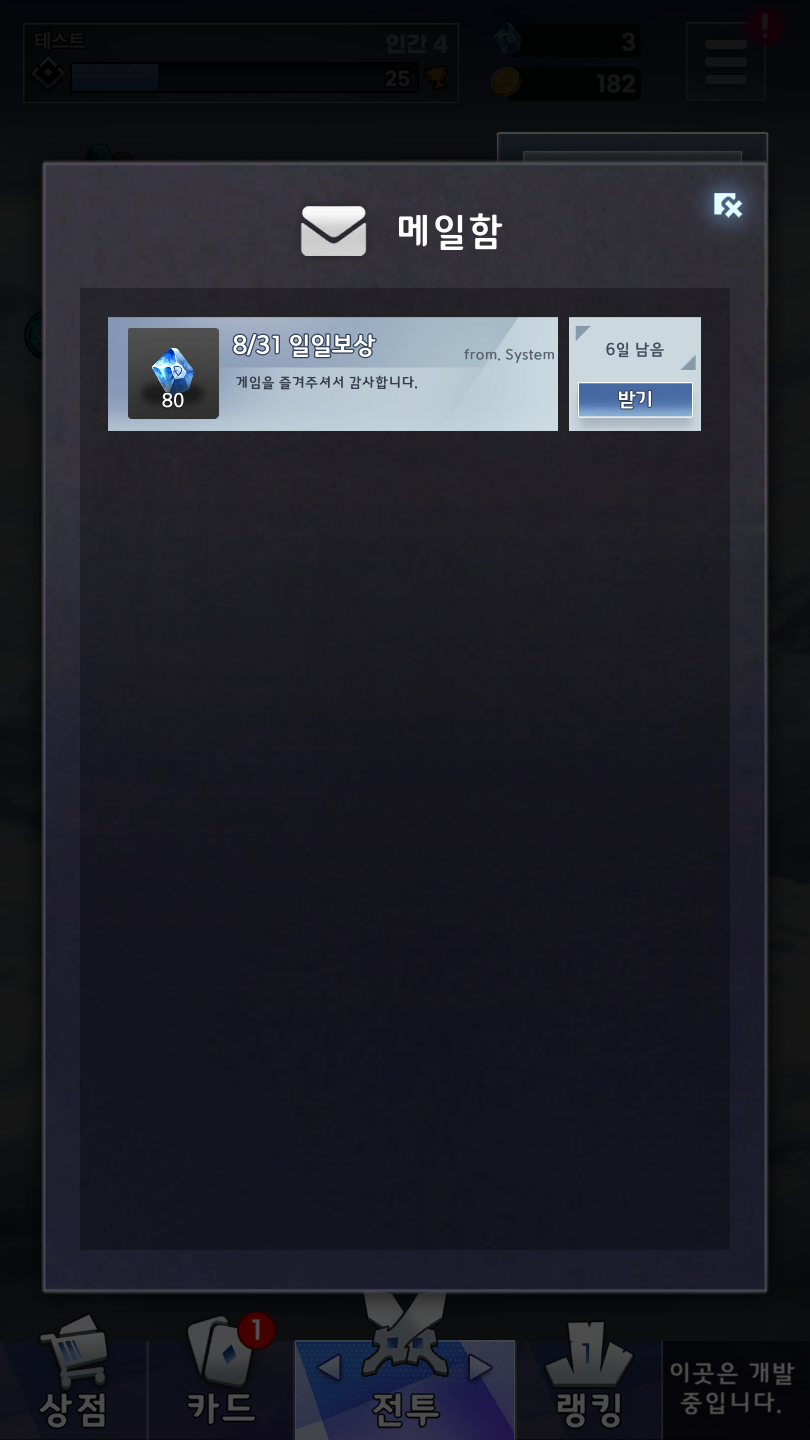 테스트
인간 4
25
3
182
!
메일함
8/31 일일보상
from. System
게임을 즐겨주셔서 감사합니다.
80
6일 남음
받기
1
1
상점
카드
전투
랭킹
이곳은 개발
중입니다.